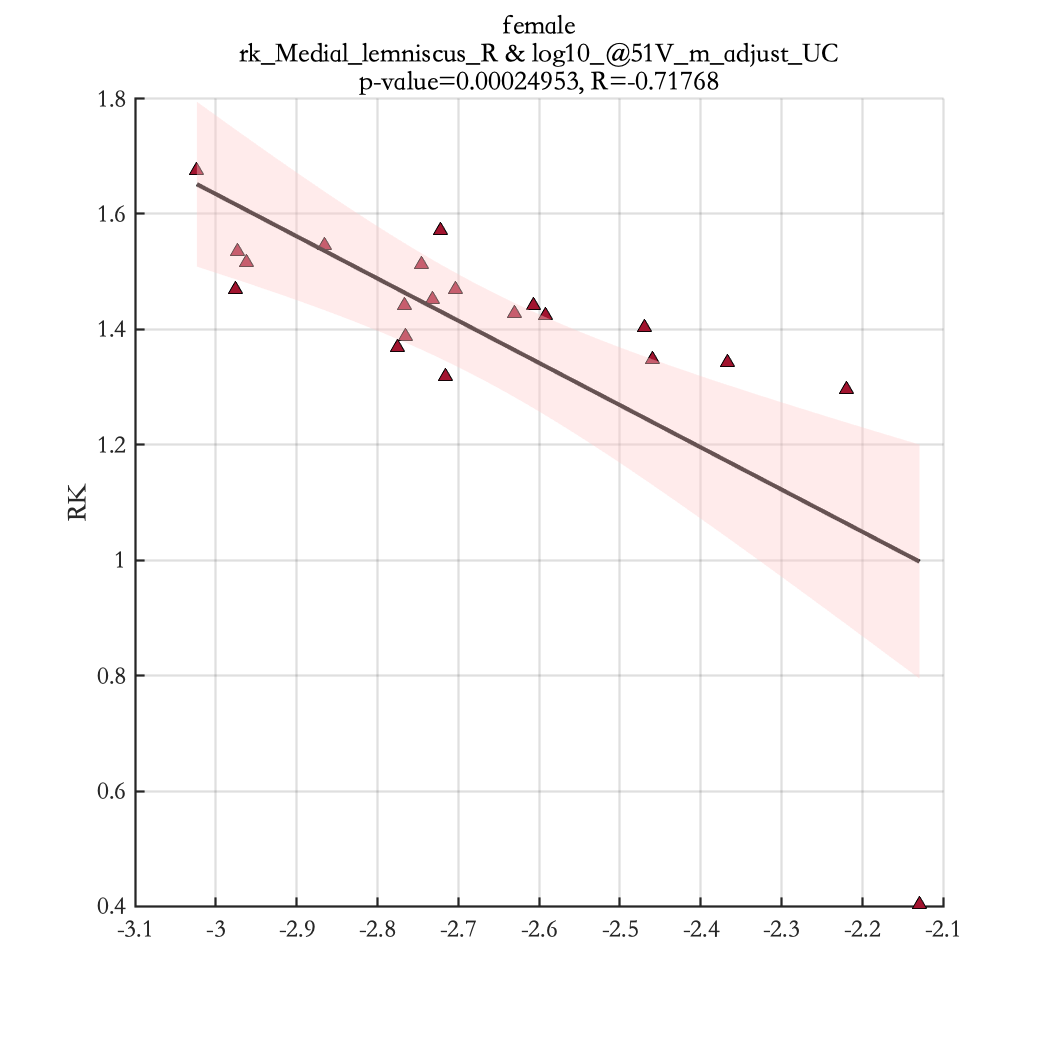 female
rk_Medial_lemniscus_R & log10_@51V_m_adjust_UC
p-value=0.00024953, R=-0.71768
1.8
1.6
1.4
1.2
1
0.8
0.6
0.4
RK
-3.1 -3 -2.9 -2.8 -2.7 -2.6 -2.5 -2.4 -2.3 -2.2 -2.1